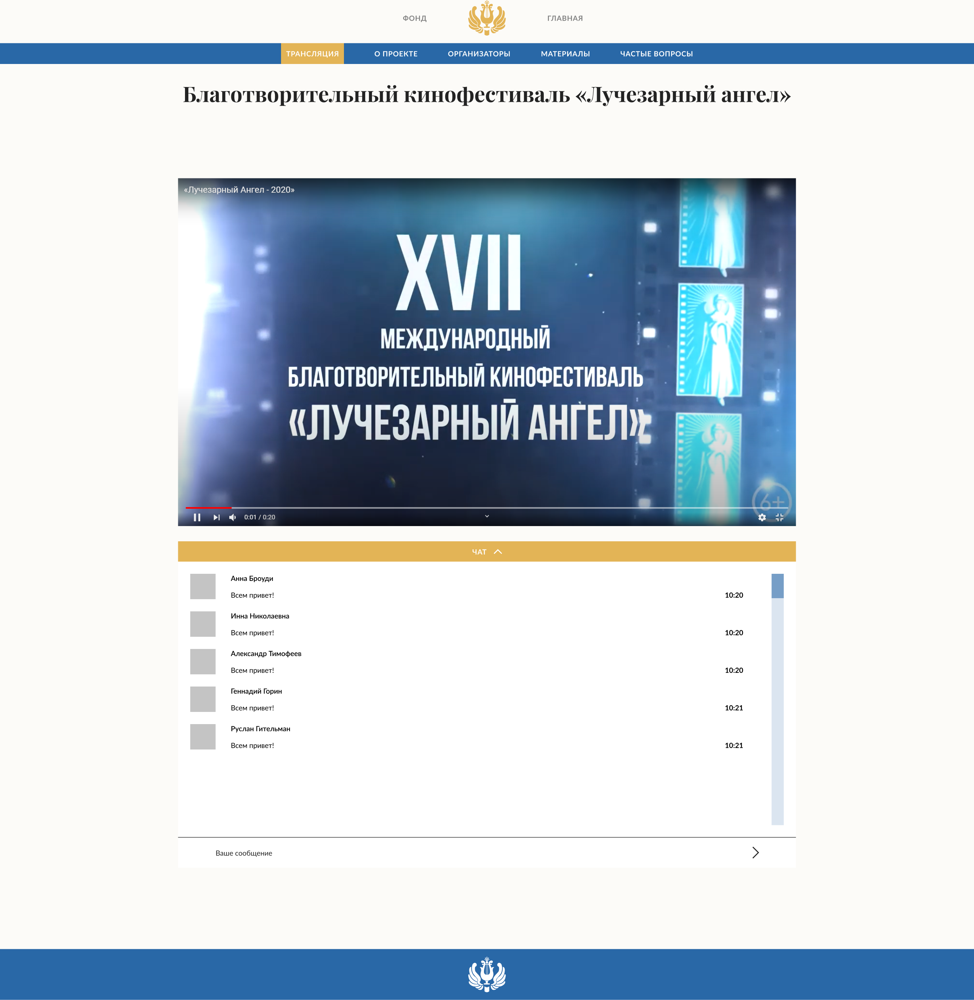 ФОНД ГЛАВНАЯ
ТРАНСЛЯЦИЯ О ПРОЕКТЕ ОРГАНИЗАТОРЫ МАТЕРИАЛЫ ЧАСТЫЕ ВОПРОСЫ
Благотворительный кинофестиваль «Лучезарный ангел»
«Лучезарный Ангел - 2020»
XVII
МЕЖДУНАРОДНЫЙ
БЛАГОТВОРИТЕЛЬНЫЙ КИНОФЕСТИВАЛЬ
«ЛУЧЕЗАРНЫЙ АНГЕЛ»
6+
0:01 / 0:20
ЧАТ
Анна Броуди
Всем привет! 10:20
Инна Николаевна
Всем привет! 10:20
Александр Тимофеев
Всем привет! 10:20
Геннадий Горин
Всем привет! 10:21
Руслан Гительман
Всем привет! 10:21
Ваше сообщение